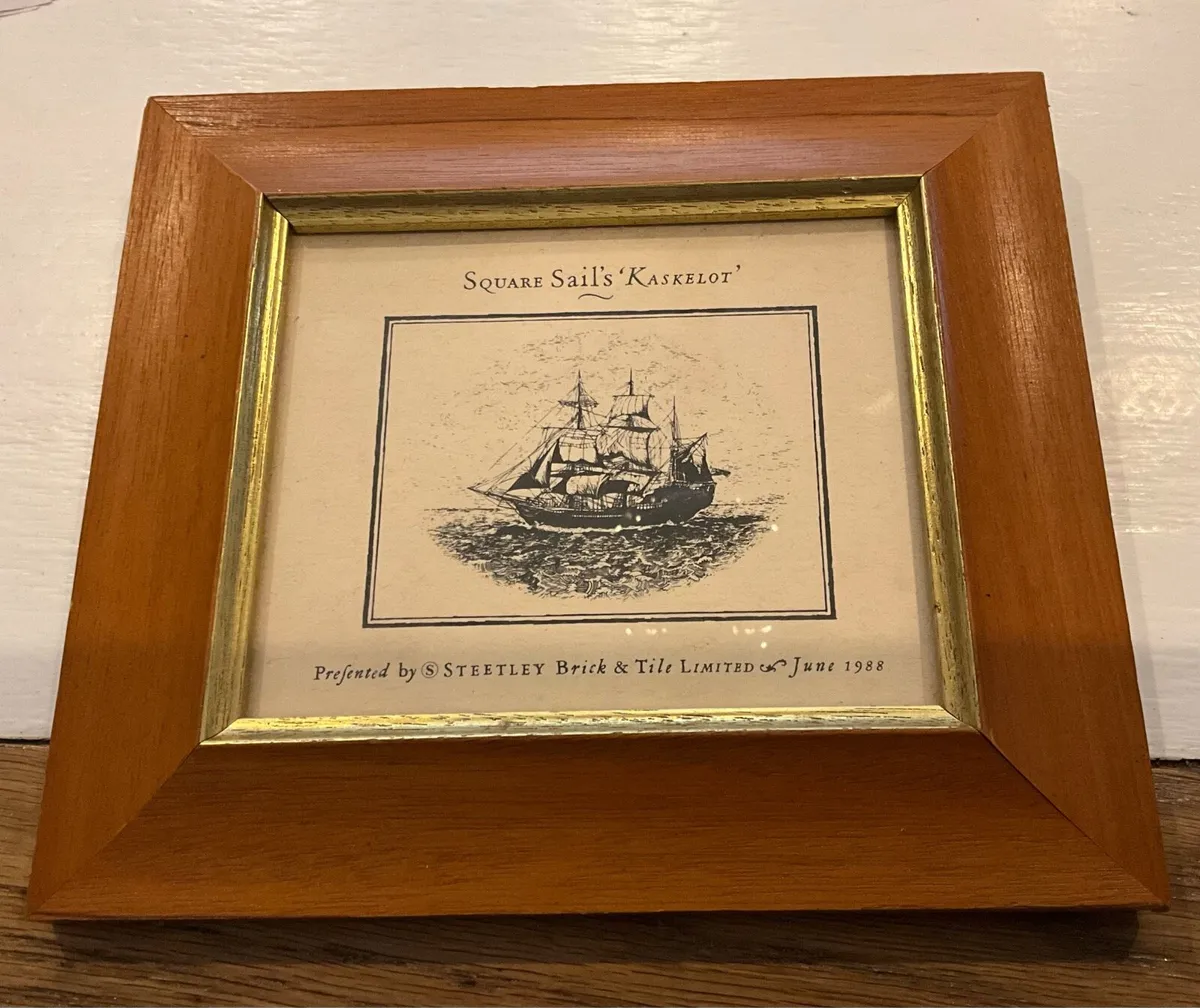 Square Sail's 'Kaskelot'
Preſented by Ⓢ STEETLEY Brick & Tile LIMITED June 1988